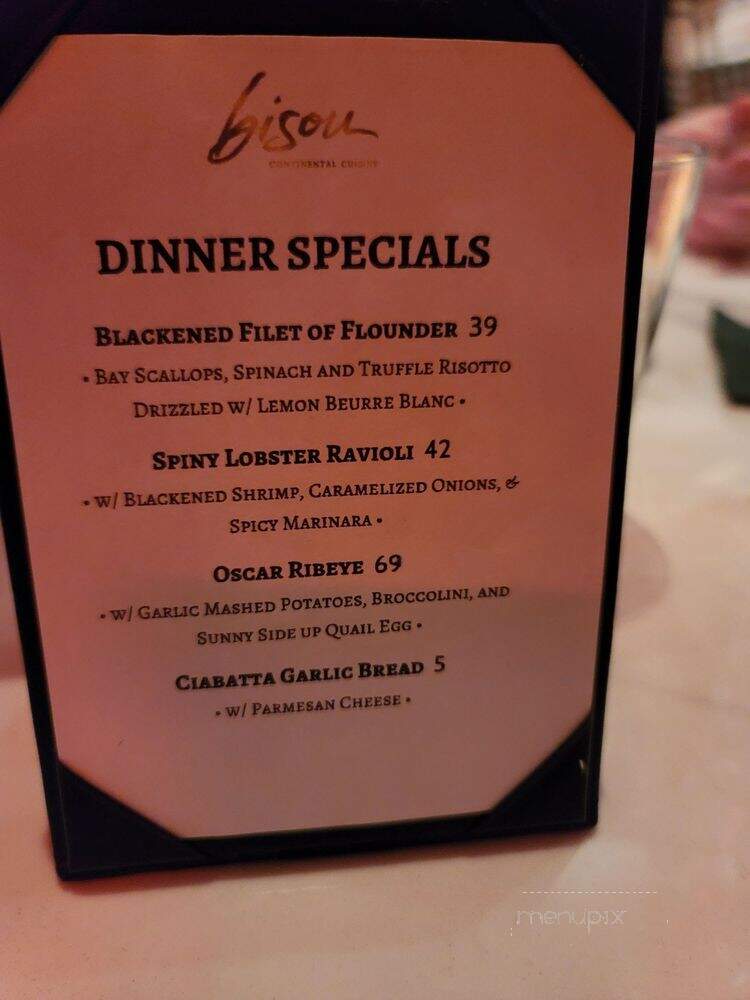 bisou
CONTINENTAL CUISINE
DINNER SPECIALS
BLACKENED FILET OF FLOUNDER 39
• BAY SCALLOPS, SPINACH AND TRUFFLE RISOTTO
DRIZZLED W/ LEMON BEURRE BLANC •
SPINY LOBSTER RAVIOLI 42
• W/ BLACKENED SHRIMP, CARAMELIZED ONIONS, &
SPICY MARINARA •
OSCAR RIBEYE 69
• W/ GARLIC MASHED POTATOES, BROCCOLINI, AND
SUNNY SIDE UP QUAIL EGG •
CIABATTA GARLIC BREAD 5
• W/ PARMESAN CHEESE •
menupix